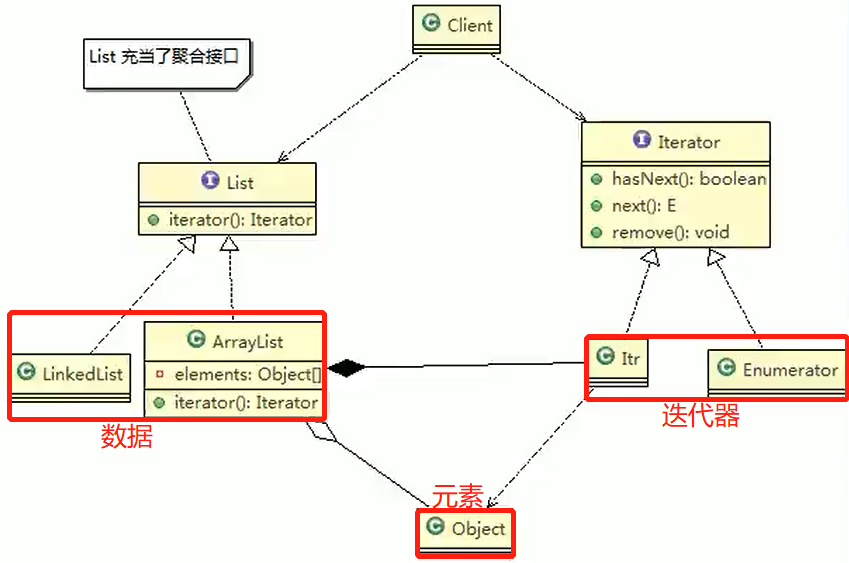 Client
List 充当了聚合接口
Iterator
hasNext(): boolean
next(): E
remove(): void
List
iterator(): Iterator
LinkedList
ArrayList
elements: Object[]
iterator(): Iterator
Itr
Enumerator
数据
迭代器
元素
Object